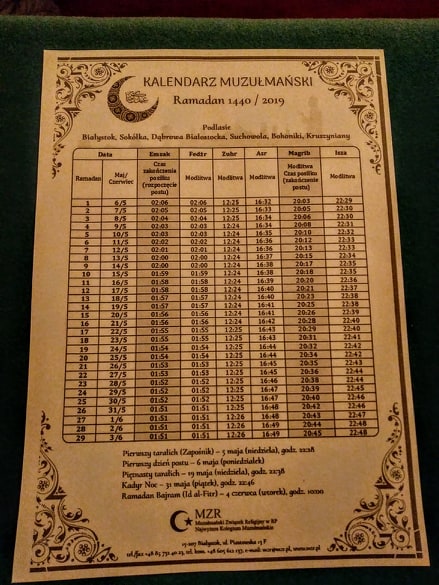 KALENDARZ MUZUŁMAŃSKI
Ramadan 1440 / 2019
Podlasie
Białystok, Sokółka, Dąbrowa Białostocka, Suchowola, Bohoniki, Kruszyniany
Data Emsak Fedżr Zuhr Asr Magrib Isza
Ramadan Maj/Czerwiec Czas zakończenia posiłku (rozpoczęcie postu) Modlitwa Modlitwa Modlitwa Modlitwa Czas posiłku (zakończenie postu) Modlitwa
1 6/5 02:06 02:06 12:25 16:32 20:03 22:29
2 7/5 02:05 02:05 12:25 16:33 20:05 22:30
3 8/5 02:04 02:04 12:24 16:34 20:06 22:30
4 9/5 02:03 02:03 12:24 16:34 20:08 22:31
5 10/5 02:03 02:03 12:24 16:35 20:10 22:32
6 11/5 02:02 02:02 12:24 16:36 20:12 22:33
7 12/5 02:01 02:01 12:24 16:36 20:13 22:33
8 13/5 02:00 02:00 12:24 16:37 20:15 22:34
9 14/5 02:00 02:00 12:24 16:38 20:17 22:35
10 15/5 01:59 01:59 12:24 16:38 20:18 22:35
11 16/5 01:58 01:58 12:24 16:39 20:20 22:36
12 17/5 01:58 01:58 12:24 16:40 20:21 22:37
13 18/5 01:57 01:57 12:24 16:40 20:23 22:38
14 19/5 01:57 01:57 12:24 16:41 20:25 22:38
15 20/5 01:56 01:56 12:24 16:41 20:26 22:39
16 21/5 01:56 01:56 12:24 16:42 20:28 22:40
17 22/5 01:55 01:55 12:25 16:43 20:29 22:40
18 23/5 01:55 01:55 12:25 16:43 20:31 22:41
19 24/5 01:54 01:54 12:25 16:44 20:32 22:42
20 25/5 01:54 01:54 12:25 16:44 20:34 22:42
21 26/5 01:53 01:53 12:25 16:45 20:35 22:43
22 27/5 01:53 01:53 12:25 16:46 20:36 22:44
23 28/5 01:52 01:52 12:25 16:46 20:38 22:44
24 29/5 01:52 01:52 12:25 16:47 20:39 22:45
25 30/5 01:52 01:52 12:25 16:47 20:40 22:46
26 31/5 01:51 01:51 12:25 16:48 20:42 22:46
27 1/6 01:51 01:51 12:26 16:48 20:43 22:47
28 2/6 01:51 01:51 12:26 16:49 20:44 22:48
29 3/6 01:51 01:51 12:26 16:49 20:45 22:48
Pierwszy taralich (Zapośnik) – 5 maja (niedziela), godz. 22:28
Pierwszy dzień postu – 6 maja (poniedziałek)
Piętnasty taralich – 19 maja (niedziela), godz. 22:38
Kadyr Noc – 31 maja (piątek), godz. 22:46
Ramadan Bajram (Id al-Fitr) – 4 czerwca (wtorek), godz. 10:00
MZR
Muzułmański Związek Religijny w RP
Najwyższe Kolegium Muzułmańskie
15-207 Białystok, ul. Piastowska 13 F